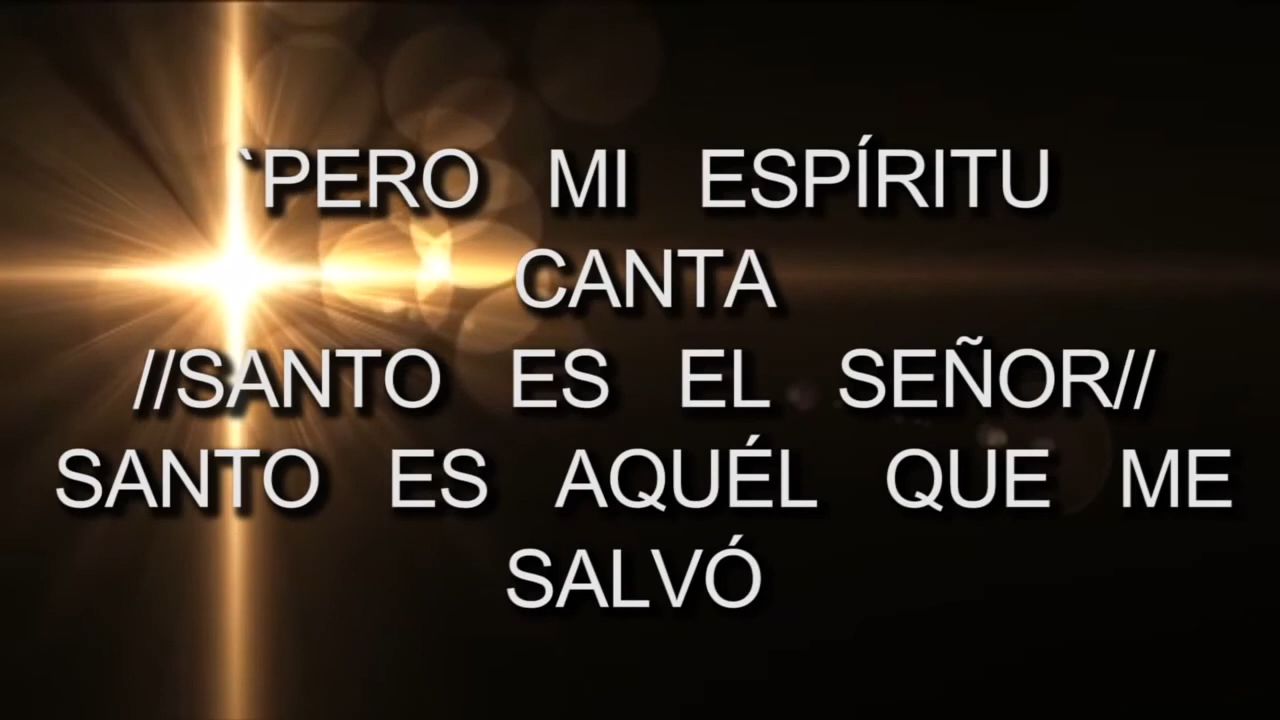 `PERO MI ESPÍRITU
CANTA
//SANTO ES EL SEÑOR//
SANTO ES AQUÉL QUE ME
SALVÓ